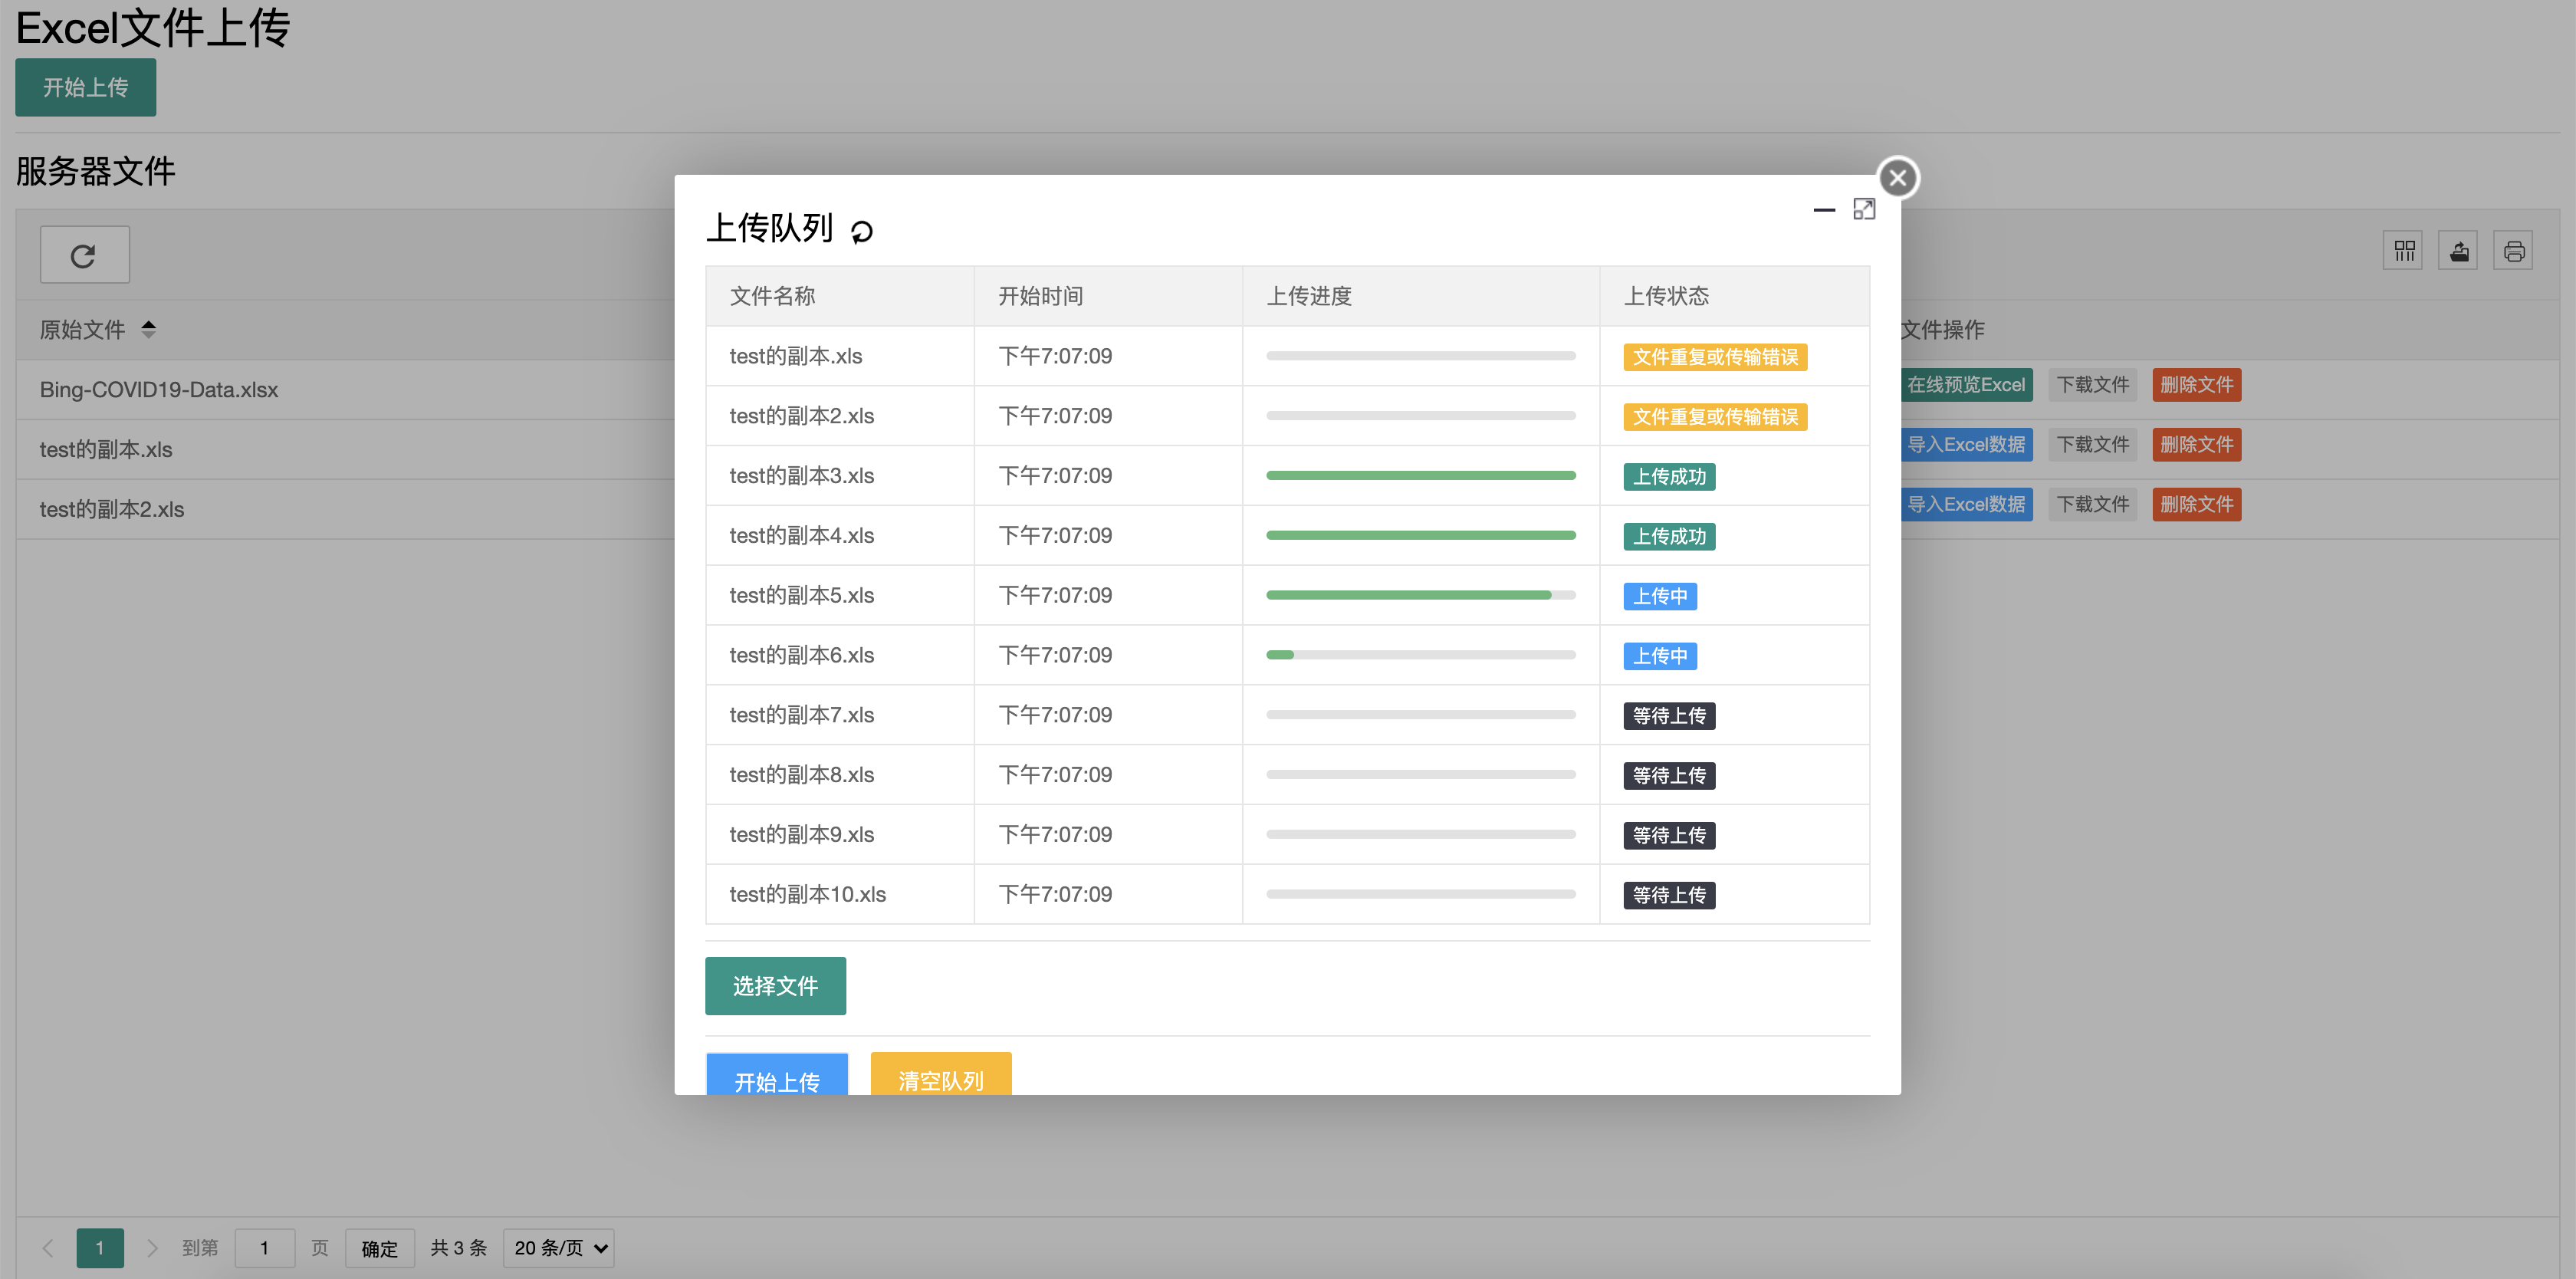 Excel文件上传
开始上传
服务器文件
原始文件
文件操作
Bing-COVID19-Data.xlsx
在线预览Excel 下载文件 删除文件
test的副本.xls
导入Excel数据 下载文件 删除文件
test的副本2.xls
导入Excel数据 下载文件 删除文件
上传队列
文件名称 开始时间 上传进度 上传状态
test的副本.xls 下午7:07:09 文件重复或传输错误
test的副本2.xls 下午7:07:09 文件重复或传输错误
test的副本3.xls 下午7:07:09 上传成功
test的副本4.xls 下午7:07:09 上传成功
test的副本5.xls 下午7:07:09 上传中
test的副本6.xls 下午7:07:09 上传中
test的副本7.xls 下午7:07:09 等待上传
test的副本8.xls 下午7:07:09 等待上传
test的副本9.xls 下午7:07:09 等待上传
test的副本10.xls 下午7:07:09 等待上传
选择文件
开始上传 清空队列
1 到第 1 页 确定 共 3 条 20 条/页